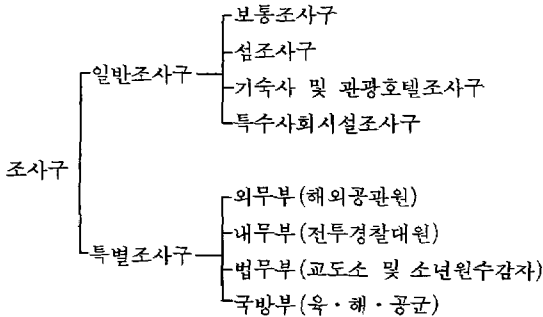 보통조사구
섬조사구
일반조사구
기숙사 및 관광호텔조사구
특수사회시설조사구
조사구
외무부(해외공관원)
내무부(전투경찰대원)
특별조사구
법무부(교도소 및 소년원수감자)
국방부(육·해·공군)